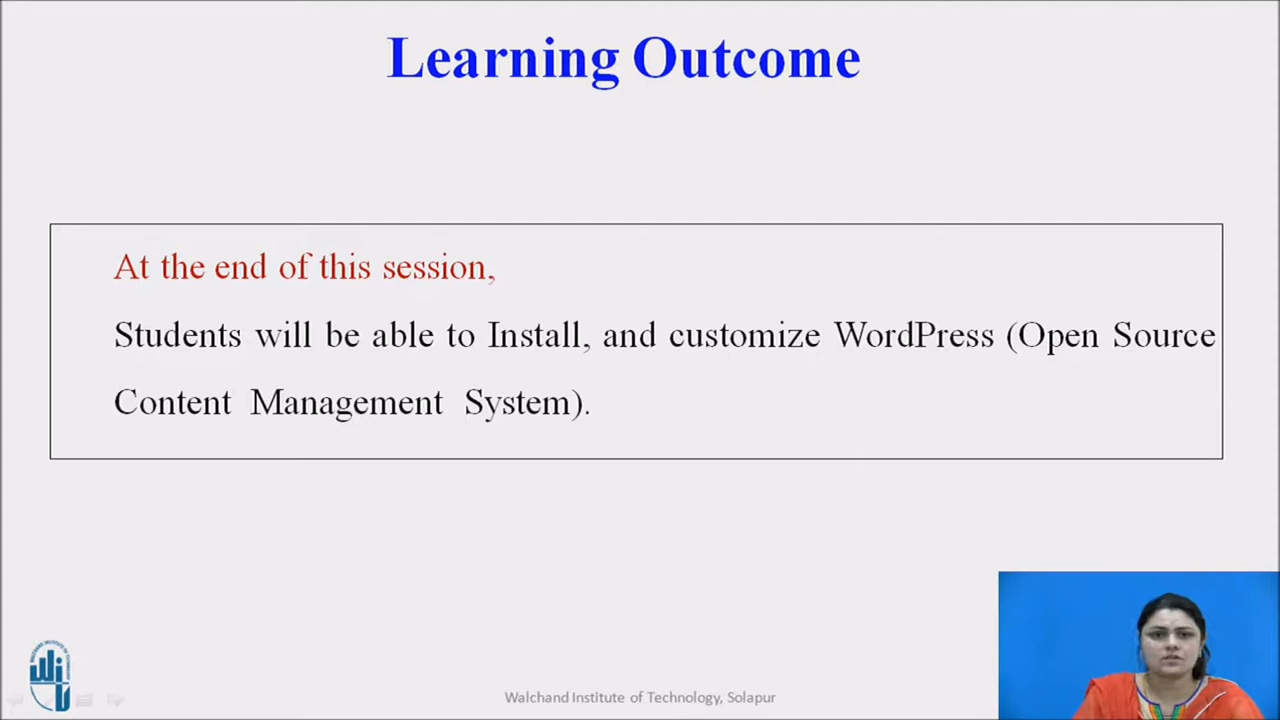 Learning Outcome
At the end of this session,
Students will be able to Install, and customize WordPress (Open Source
Content Management System).
Walchand Institute of Technology, Solapur